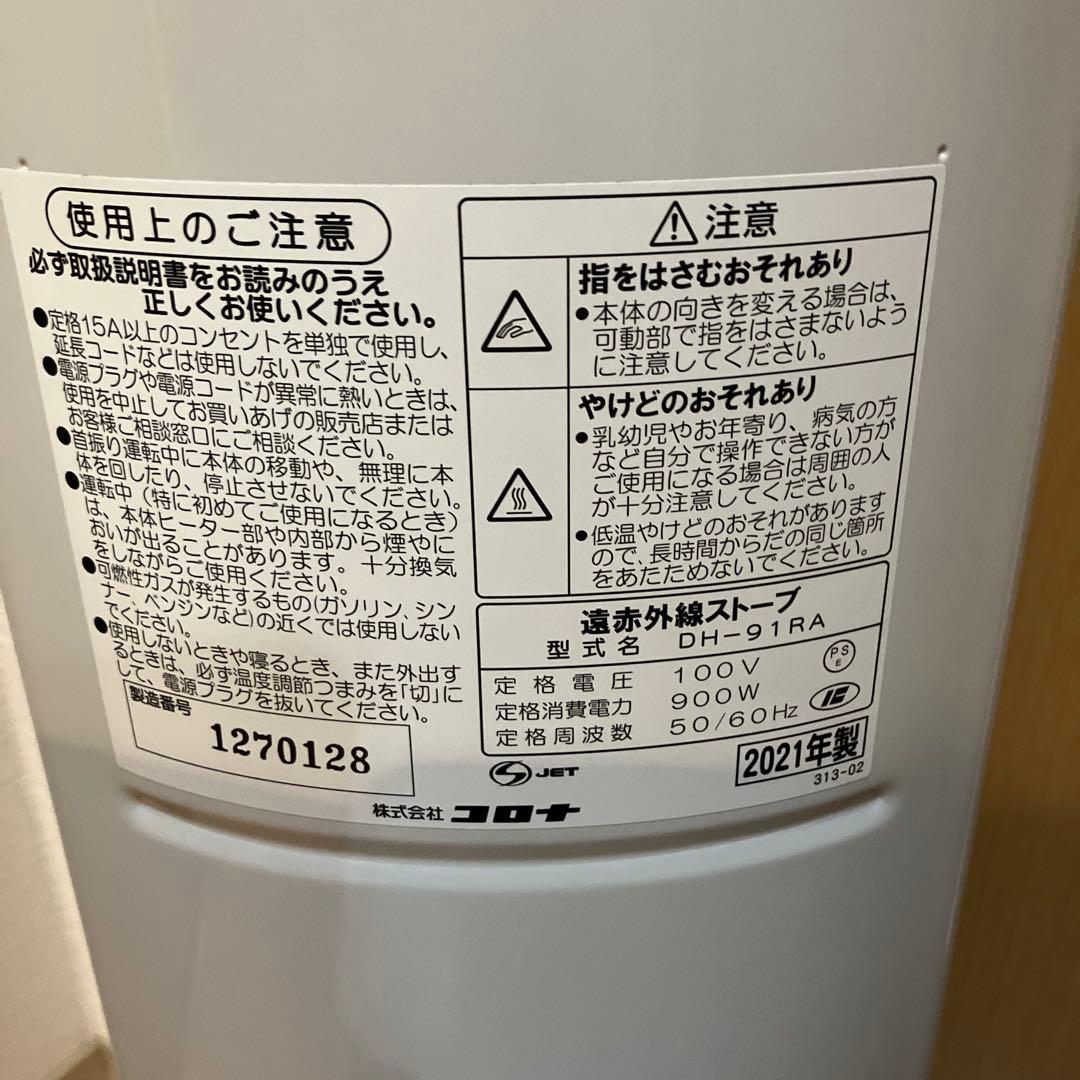 使用上のご注意
必ず取扱説明書をお読みのうえ
正しくお使いください。
●定格15A以上のコンセントを単独で使用し、
延長コードなどは使用しないでください。
●電源プラグや電源コードが異常に熱いときは、
使用を中止してお買いあげの販売店または
お客様ご相談窓口にご相談ください。
●首振り運転中に本体の移動や、無理に本
体を回したり、停止させないでください。
●運転中(特に初めてご使用になるとき)
は、本体ヒーター部や内部から煙やに
おいが出ることがあります。十分換気
をしながらご使用ください。
●可燃性ガスが発生するもの(ガソリン、シン
ナー、ベンジンなど)の近くでは使用しない
でください。
●使用しないときや寝るとき、また外出す
るときは、必ず温度調節つまみを「切」に
して、電源プラグを抜いてください。
製造番号
1270128
注意
指をはさむおそれあり
●本体の向きを変える場合は、
可動部で指をはさまないよう
に注意してください。
やけどのおそれあり
●乳幼児やお年寄り、病気の方
など自分で操作できない方が
ご使用になる場合は周囲の人
が十分注意してください。
●低温やけどのおそれがあります
ので、長時間からだの同じ箇所
をあたためないでください。
遠赤外線ストーブ
型式名 DH-91RA
定格電圧 100V
定格消費電力 900W
定格周波数 50/60Hz
PS
E
JET
2021年製
313-02
株式会社 コロナ